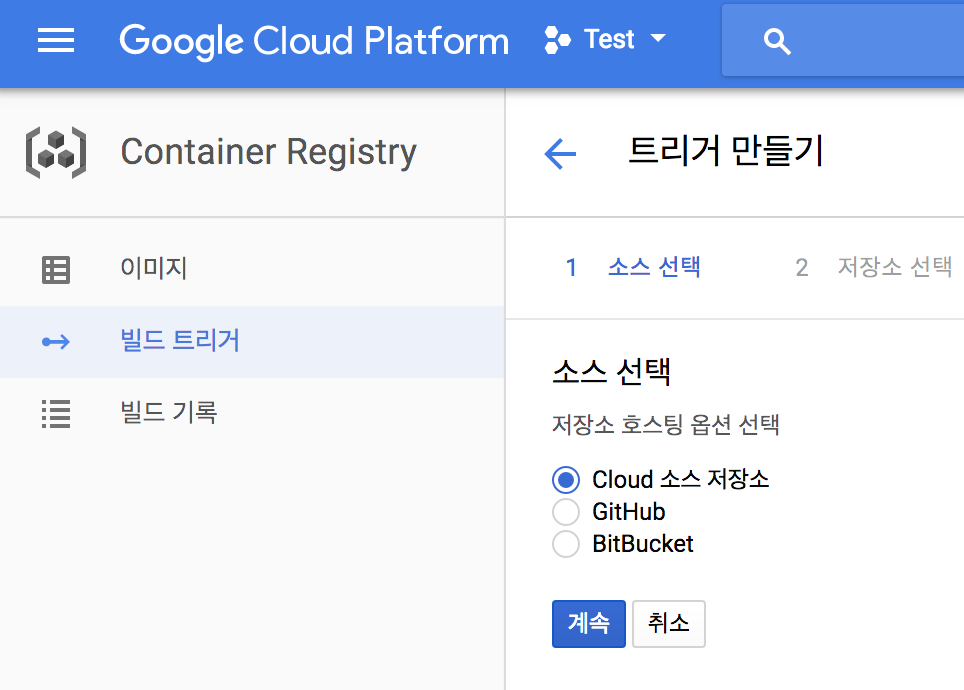 Google Cloud Platform Test
Container Registry
트리거 만들기
이미지
빌드 트리거
빌드 기록
1 소스 선택 2 저장소 선택
소스 선택
저장소 호스팅 옵션 선택
Cloud 소스 저장소
GitHub
BitBucket
계속 취소